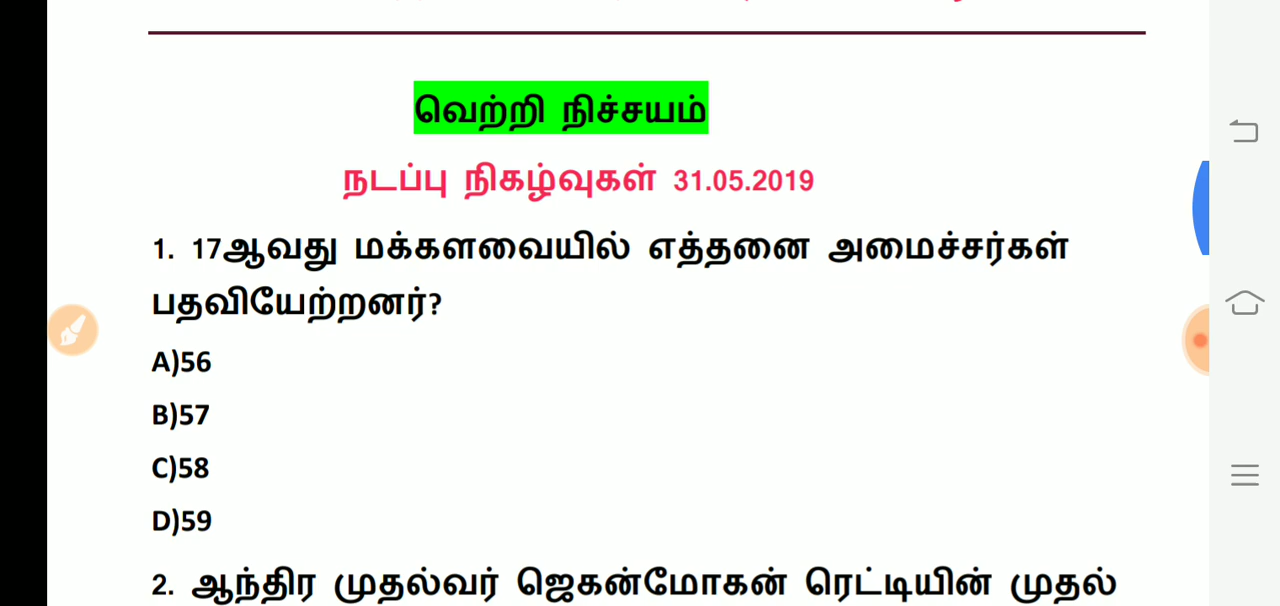 வெற்றி நிச்சயம்
நடப்பு நிகழ்வுகள் 31.05.2019
1. 17ஆவது மக்களவையில் எத்தனை அமைச்சர்கள்
பதவியேற்றனர்?
A)56
B)57
C)58
D)59
2. ஆந்திர முதல்வர் ஜெகன்மோகன் ரெட்டியின் முதல்